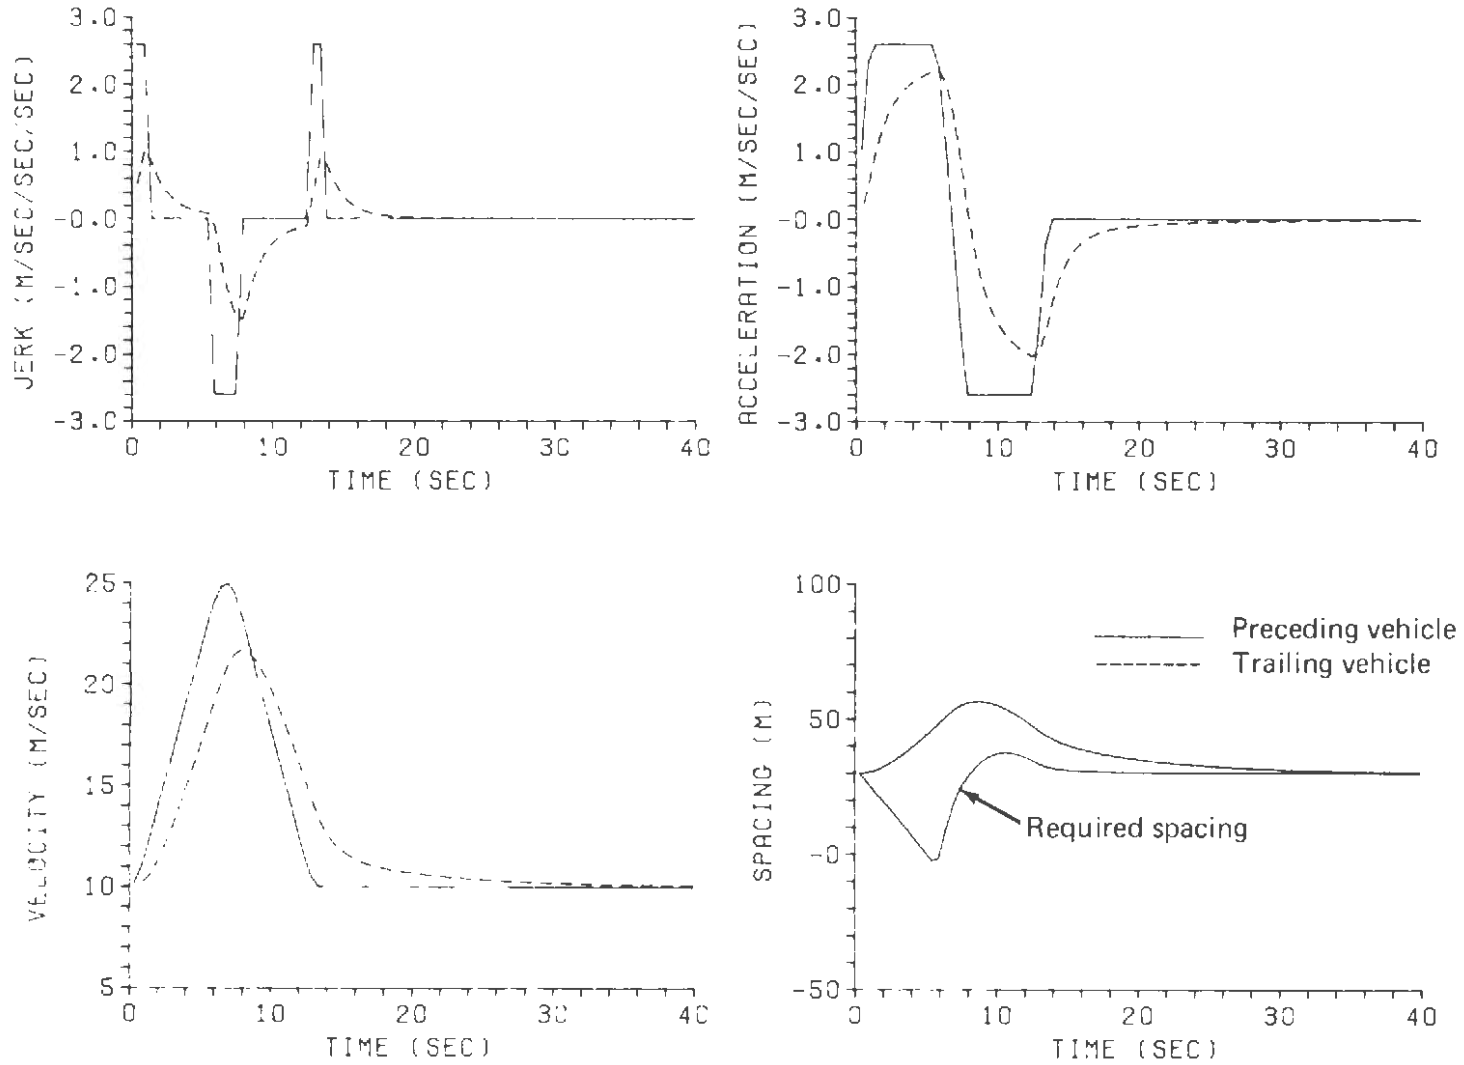 3.0
2.0
1.0
-0.0
-1.0
-2.0
-3.0
JERK (M/SEC/SEC/SEC)
0 10 20 30 40
TIME (SEC)
3.0
2.0
1.0
-0.0
-1.0
-2.0
-3.0
ACCELERATION (M/SEC/SEC)
0 10 20 30 40
TIME (SEC)
25
20
15
10
5
VELOCITY (M/SEC)
0 10 20 30 40
TIME (SEC)
100
50
-0
-50
SPACING (M)
Preceding vehicle
Trailing vehicle
Required spacing
0 10 20 30 40
TIME (SEC)